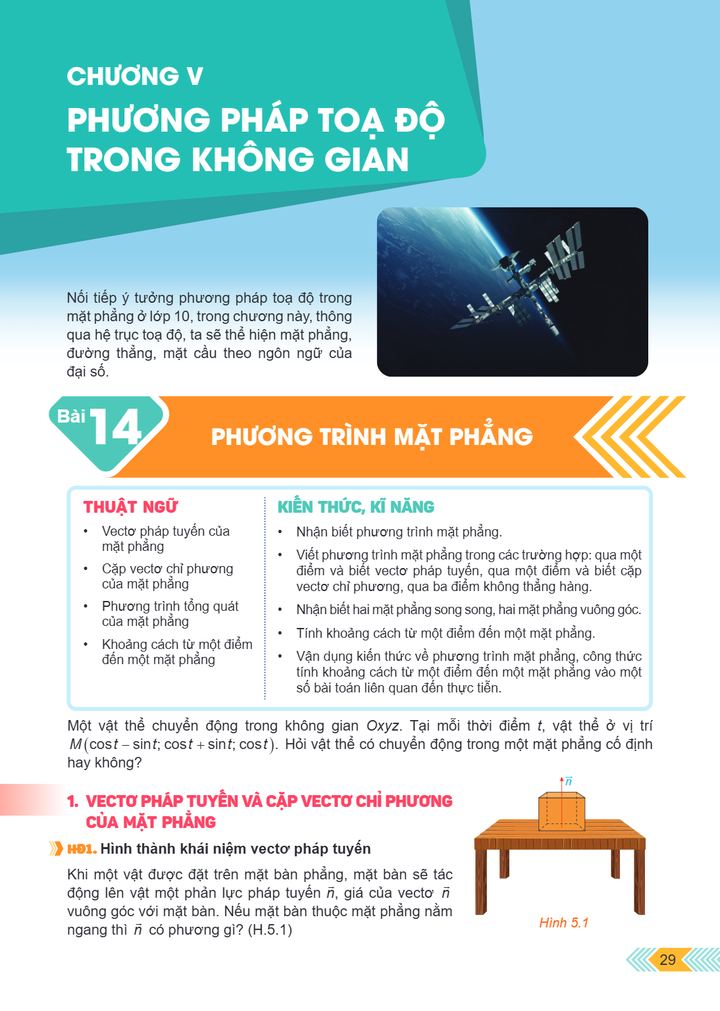 CHƯƠNG V
PHƯƠNG PHÁP TOẠ ĐỘ
TRONG KHÔNG GIAN
Nối tiếp ý tưởng phương pháp toạ độ trong
mặt phẳng ở lớp 10, trong chương này, thông
qua hệ trục toạ độ, ta sẽ thể hiện mặt phẳng,
đường thẳng, mặt cầu theo ngôn ngữ của
đại số.
Bài 14
PHƯƠNG TRÌNH MẶT PHẲNG
THUẬT NGỮ
• Vectơ pháp tuyến của
mặt phẳng
• Cặp vectơ chỉ phương
của mặt phẳng
• Phương trình tổng quát
của mặt phẳng
• Khoảng cách từ một điểm
đến một mặt phẳng
KIẾN THỨC, KĨ NĂNG
• Nhận biết phương trình mặt phẳng.
• Viết phương trình mặt phẳng trong các trường hợp: qua một
điểm và biết vectơ pháp tuyến, qua một điểm và biết cặp
vectơ chỉ phương, qua ba điểm không thẳng hàng.
• Nhận biết hai mặt phẳng song song, hai mặt phẳng vuông góc.
• Tính khoảng cách từ một điểm đến một mặt phẳng.
• Vận dụng kiến thức về phương trình mặt phẳng, công thức
tính khoảng cách từ một điểm đến một mặt phẳng vào một
số bài toán liên quan đến thực tiễn.
Một vật thể chuyển động trong không gian Oxyz. Tại mỗi thời điểm t, vật thể ở vị trí
M(cost − sint; cost + sint; cost). Hỏi vật thể có chuyển động trong một mặt phẳng cố định
hay không?
1. VECTƠ PHÁP TUYẾN VÀ CẶP VECTƠ CHỈ PHƯƠNG
CỦA MẶT PHẲNG
HĐ1. Hình thành khái niệm vectơ pháp tuyến
Khi một vật được đặt trên mặt bàn phẳng, mặt bàn sẽ tác
động lên vật một phản lực pháp tuyến n⃗, giá của vectơ n⃗
vuông góc với mặt bàn. Nếu mặt bàn thuộc mặt phẳng nằm
ngang thì n⃗ có phương gì? (H.5.1)
n⃗
Hình 5.1
29